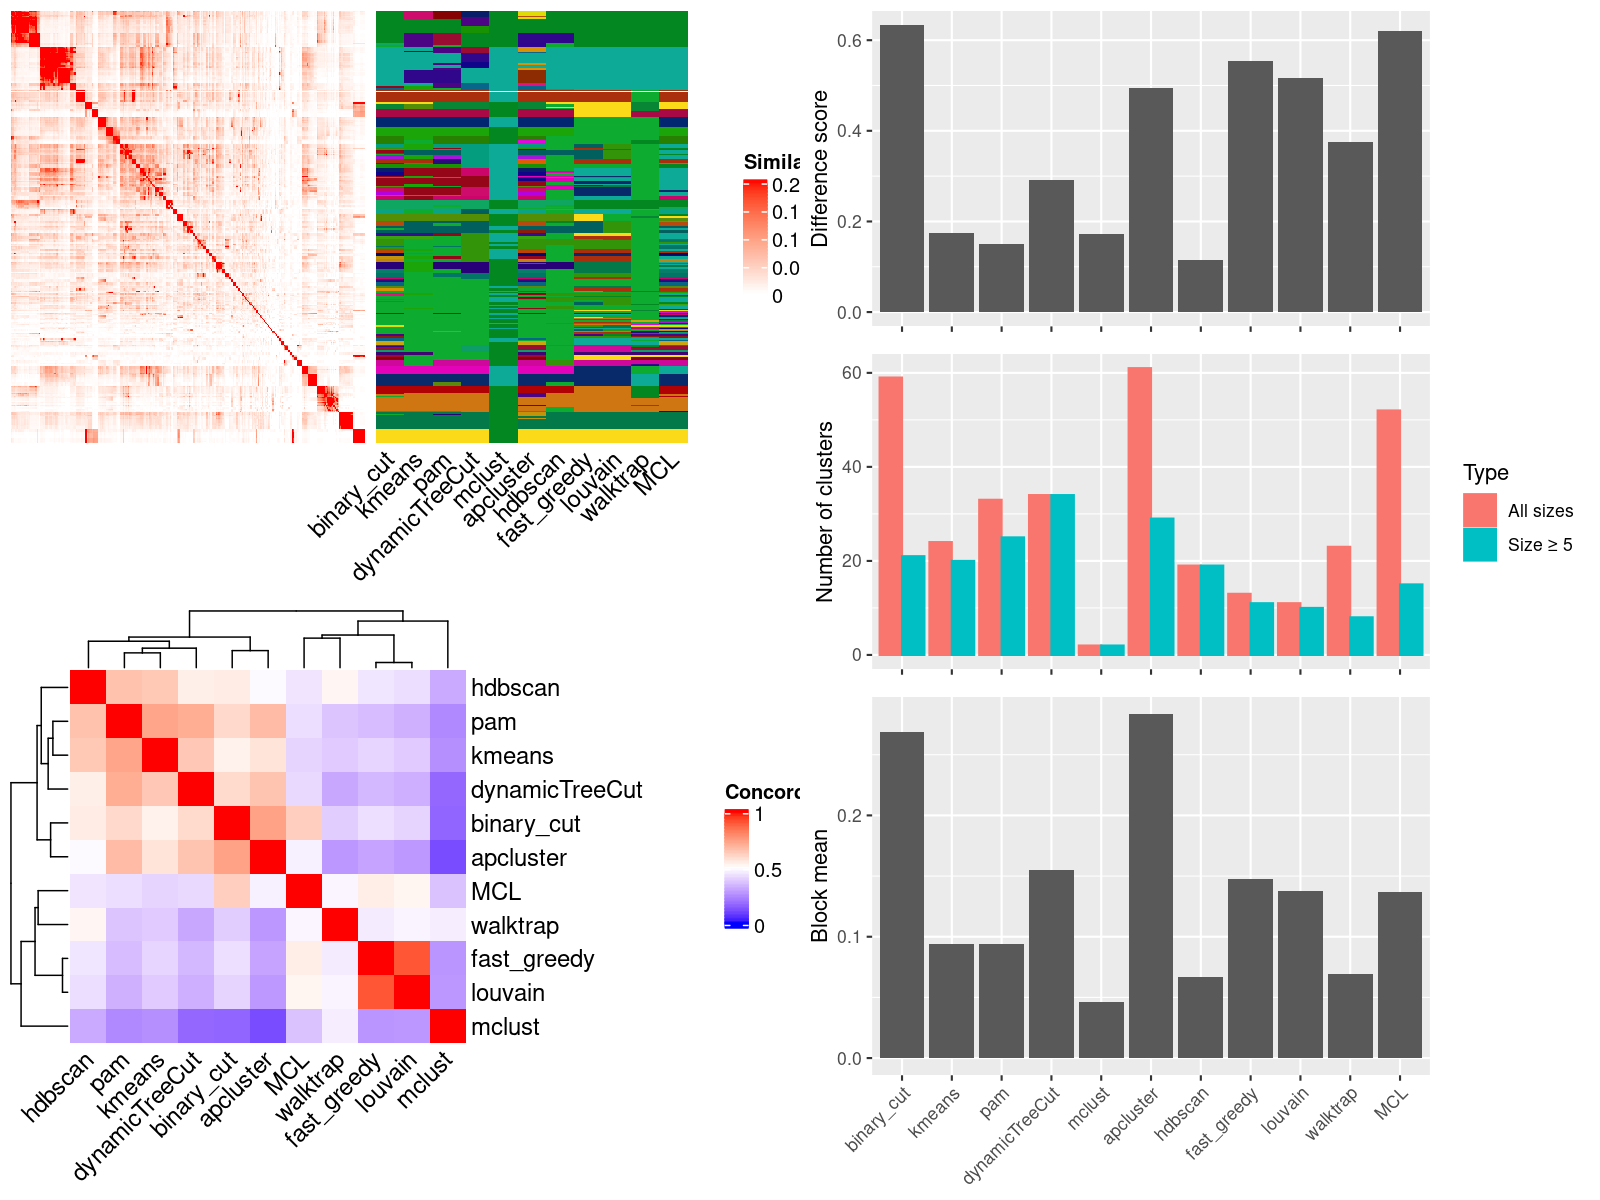 Simila
0.2
0.1
0.1
0.0
0
binary_cut
kmeans
pam
dynamicTreeCut
mclust
apcluster
hdbscan
fast_greedy
louvain
walktrap
MCL
hdbscan
pam
kmeans
dynamicTreeCut
binary_cut
apcluster
MCL
walktrap
fast_greedy
louvain
mclust
hdbscan
pam
kmeans
dynamicTreeCut
binary_cut
apcluster
MCL
walktrap
fast_greedy
louvain
mclust
Concord
1
0.5
0
Difference score
0.6
0.4
0.2
0.0
Number of clusters
60
40
20
0
Type
All sizes
Size ≥ 5
Block mean
0.2
0.1
0.0
binary_cut
kmeans
pam
dynamicTreeCut
mclust
apcluster
hdbscan
fast_greedy
louvain
walktrap
MCL